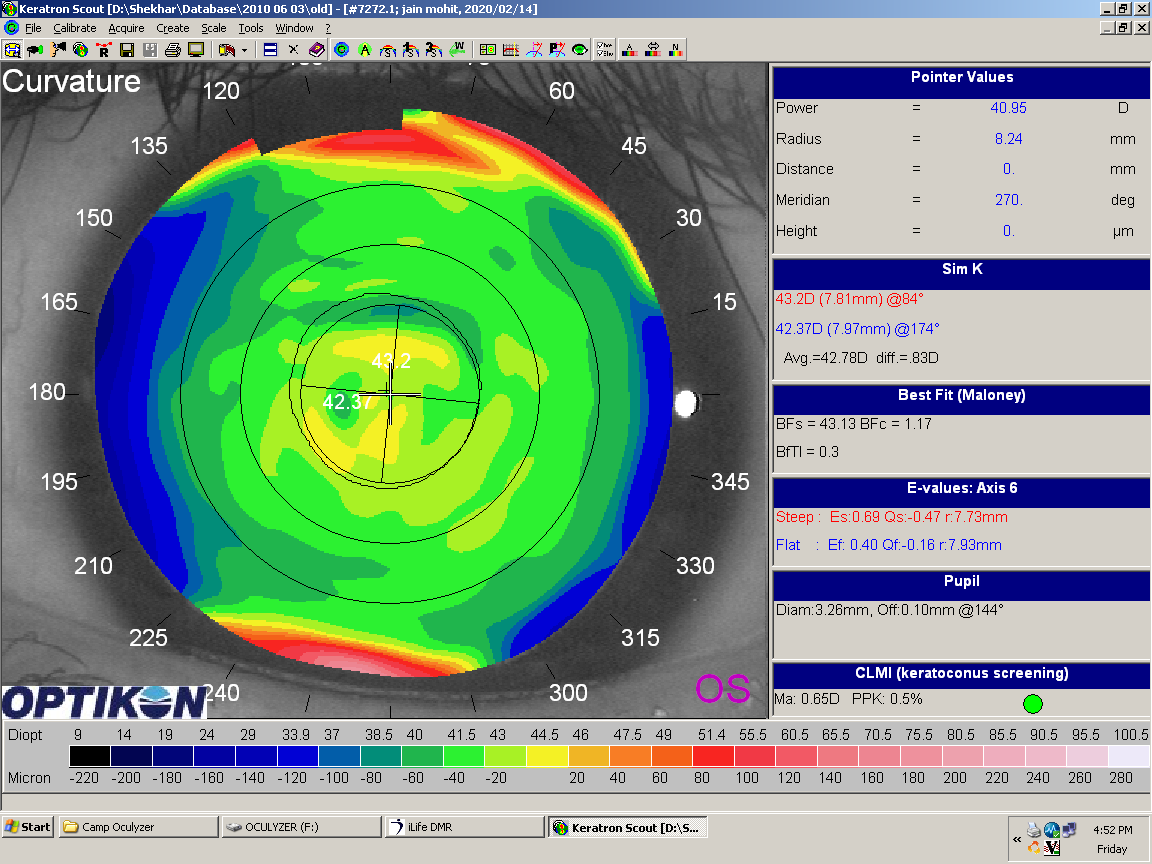 Keratron Scout [D:\Shekhar\Database\2010 06 03\old] - [#7272.1; jain mohit, 2020/02/14]
File Calibrate Acquire Create Scale Tools Window ?
Curvature
120
60
135
45
150
30
165
15
180
195
345
210
330
225
315
240
300
43.2
42.37
OS
OPTIKON
Pointer Values
Power = 40.95 D
Radius = 8.24 mm
Distance = 0. mm
Meridian = 270. deg
Height = 0. µm
Sim K
43.2D (7.81mm) @84°
42.37D (7.97mm) @174°
Avg.=42.78D diff.=.83D
Best Fit (Maloney)
BFs = 43.13 BFc = 1.17
BfTI = 0.3
E-values: Axis 6
Steep : Es:0.69 Qs:-0.47 r:7.73mm
Flat : Ef: 0.40 Qf:-0.16 r:7.93mm
Pupil
Diam:3.26mm, Off:0.10mm @144°
CLMI (keratoconus screening)
Ma: 0.65D PPK: 0.5%
Diopt 9 14 19 24 29 33.9 37 38.5 40 41.5 43 44.5 46 47.5 49 51.4 55.5 60.5 65.5 70.5 75.5 80.5 85.5 90.5 95.5 100.5
Micron -220 -200 -180 -160 -140 -120 -100 -80 -60 -40 -20 20 40 60 80 100 120 140 160 180 200 220 240 260 280
Start Camp Oculyzer OCULYZER (F:) iLife DMR Keratron Scout [D:\S...
4:52 PM
Friday